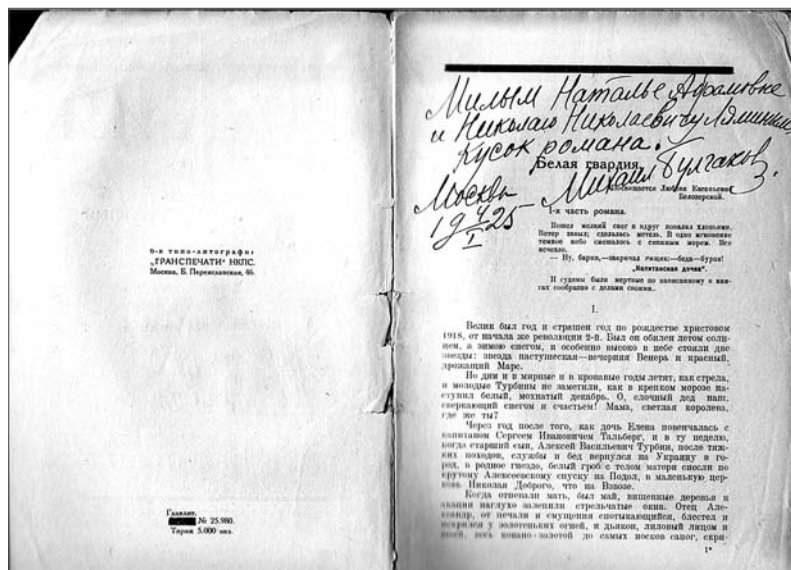 6-я типо-литография
„ТРАНСПЕЧАТИ" НКПС.
Москва, Б. Переяславская, 46.
Главлит.
№ 25.980.
Тираж 5.000 экз.
Милым Наталье Абрамовне
и Николаю Николаевичу Ляминым,
кусок романа.
Белая гвардия
Михаил Булгаков.
Москва
1925
4
I
Посвящается Любови Евгеньевне
Белозерской.
I-я часть романа.
Пошел мелкий снег и вдруг повалил хлопьями.
Ветер завыл; сделалась метель. В одно мгновение
темное небо смешалось с снежным морем. Все
исчезло.
— Ну, барин,—закричал ямщик:—беда—буран!
„Капитанская дочка".
И судимы были мертвые по написанному в кни-
гах сообразно с делами своими..
I.
Велик был год и страшен год по рождестве христовом
1918, от начала же революции 2-й. Был он обилен летом солн-
цем, а зимою снегом, и особенно высоко в небе стояли две
звезды: звезда пастушеская—вечерняя Венера и красный,
дрожащий Марс.
Но дни и в мирные и в кровавые годы летят, как стрела,
и молодые Турбины не заметили, как в крепком морозе на-
ступил белый, мохнатый декабрь. О, елочный дед наш,
сверкающий снегом и счастьем! Мама, светлая королева,
где же ты?
Через год после того, как дочь Елена повенчалась с
капитаном Сергеем Ивановичем Тальберг, и в ту неделю,
когда старший сын, Алексей Васильевич Турбин, после тяж-
ких походов, службы и бед вернулся на Украину в го-
род, в родное гнездо, белый гроб с телом матери снесли по
крутому Алексеевскому спуску на Подол, в маленькую цер-
ковь Николая Доброго, что на Взвозе.
Когда отпевали мать, был май, вишневые деревья и
акации наглухо залепили стрельчатые окна. Отец Але-
ксандр, от печали и смущения спотыкающийся, блестел и
искрился у золотеньких огней, и дьякон, лиловый лицом и
шеей, весь ковано-золотой до самых носков сапог, скри-
1*